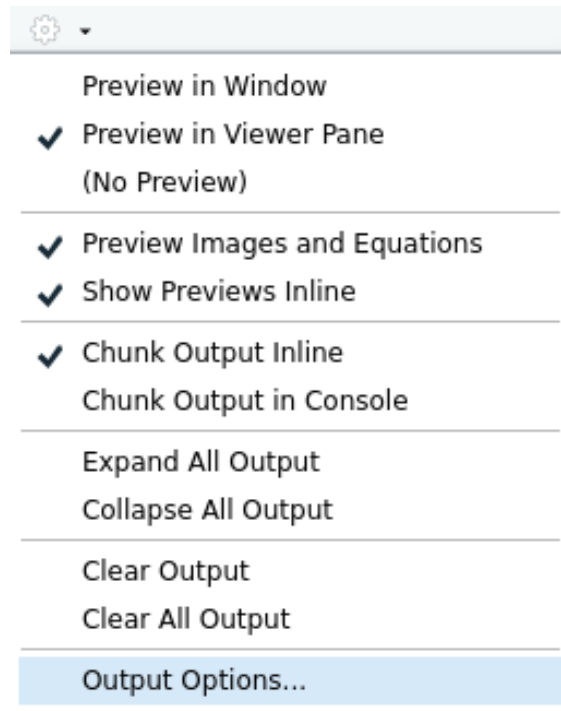 Preview in Window
Preview in Viewer Pane
(No Preview)
Preview Images and Equations
Show Previews Inline
Chunk Output Inline
Chunk Output in Console
Expand All Output
Collapse All Output
Clear Output
Clear All Output
Output Options...